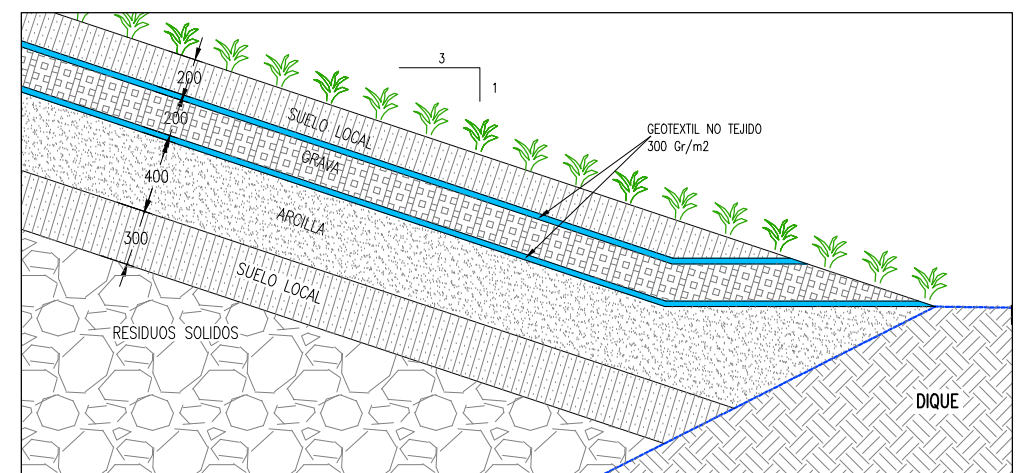 3
1
200
SUELO LOCAL
GEOTEXTIL NO TEJIDO
300 Gr/m2
200
GRAVA
400
ARCILLA
300
SUELO LOCAL
RESIDUOS SOLIDOS
DIQUE